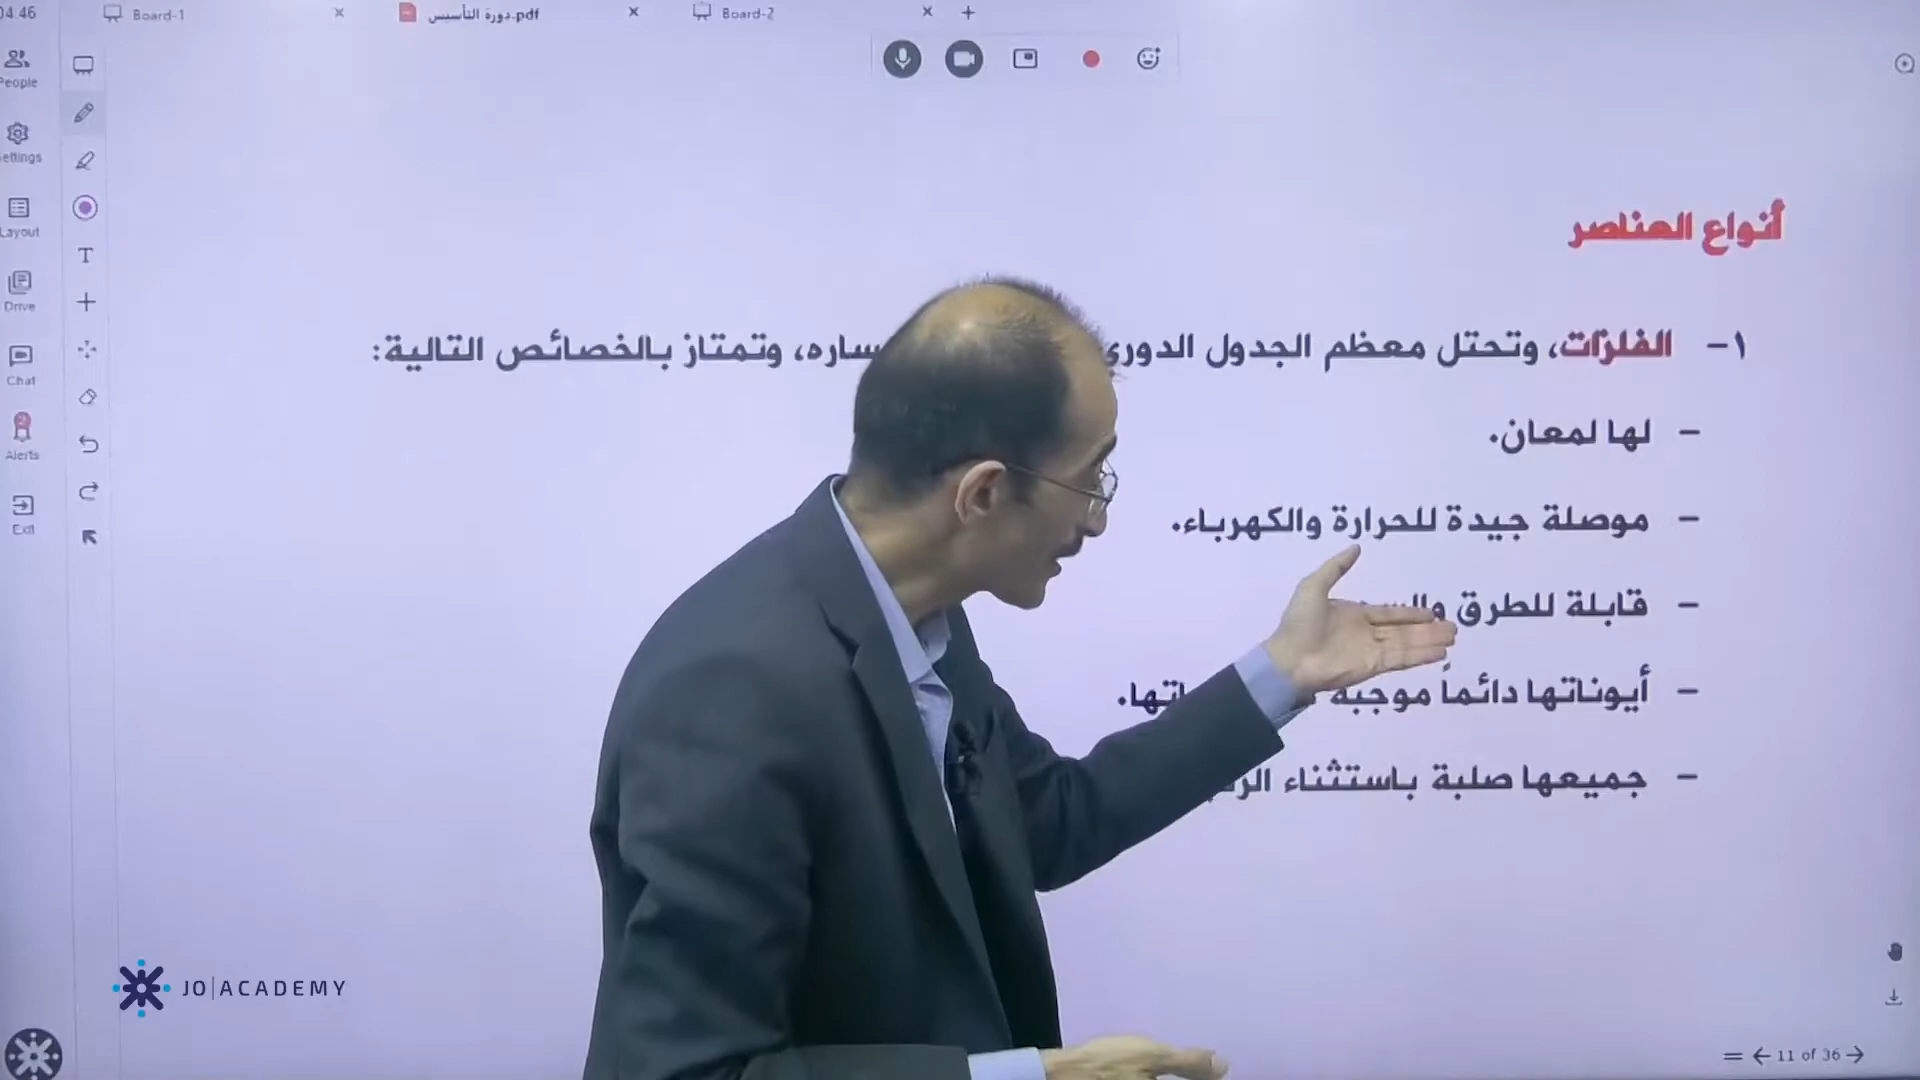 04.46
Board-1
دورة التأسيس.pdf
Board-2
People
Settings
Layout
Drive
Chat
Alerts
Exit
T
أنواع العناصر
١- الفلزات، وتحتل معظم الجدول الدوري وتمتاز بالخصائص التالية:
- لها لمعان.
- موصلة جيدة للحرارة والكهرباء.
- قابلة للطرق
- أيوناتها دائماً موجبة
- جميعها صلبة باستثناء
JO|ACADEMY
11 of 36